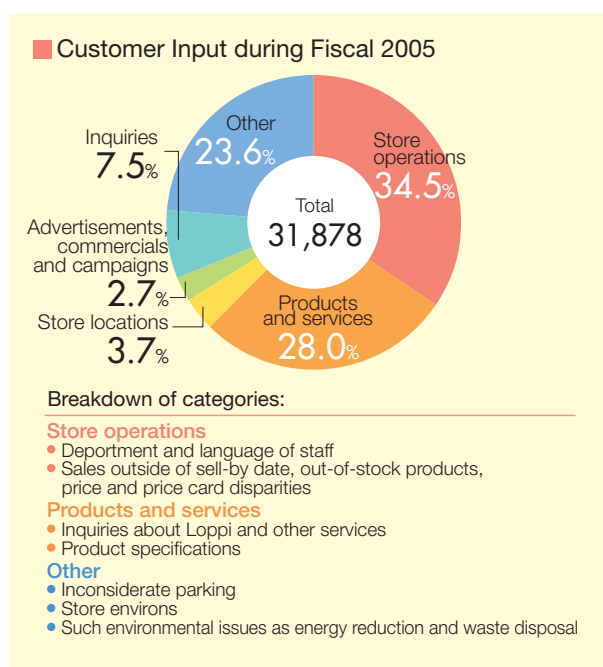 Customer Input during Fiscal 2005
Other
23.6%
Inquiries
7.5%
Store
operations
34.5%
Total
31,878
Advertisements,
commercials
and campaigns
2.7%
Store locations
3.7%
Products
and services
28.0%
Breakdown of categories:
Store operations
• Deportment and language of staff
• Sales outside of sell-by date, out-of-stock products,
price and price card disparities
Products and services
• Inquiries about Loppi and other services
• Product specifications
Other
• Inconsiderate parking
• Store environs
• Such environmental issues as energy reduction and waste disposal